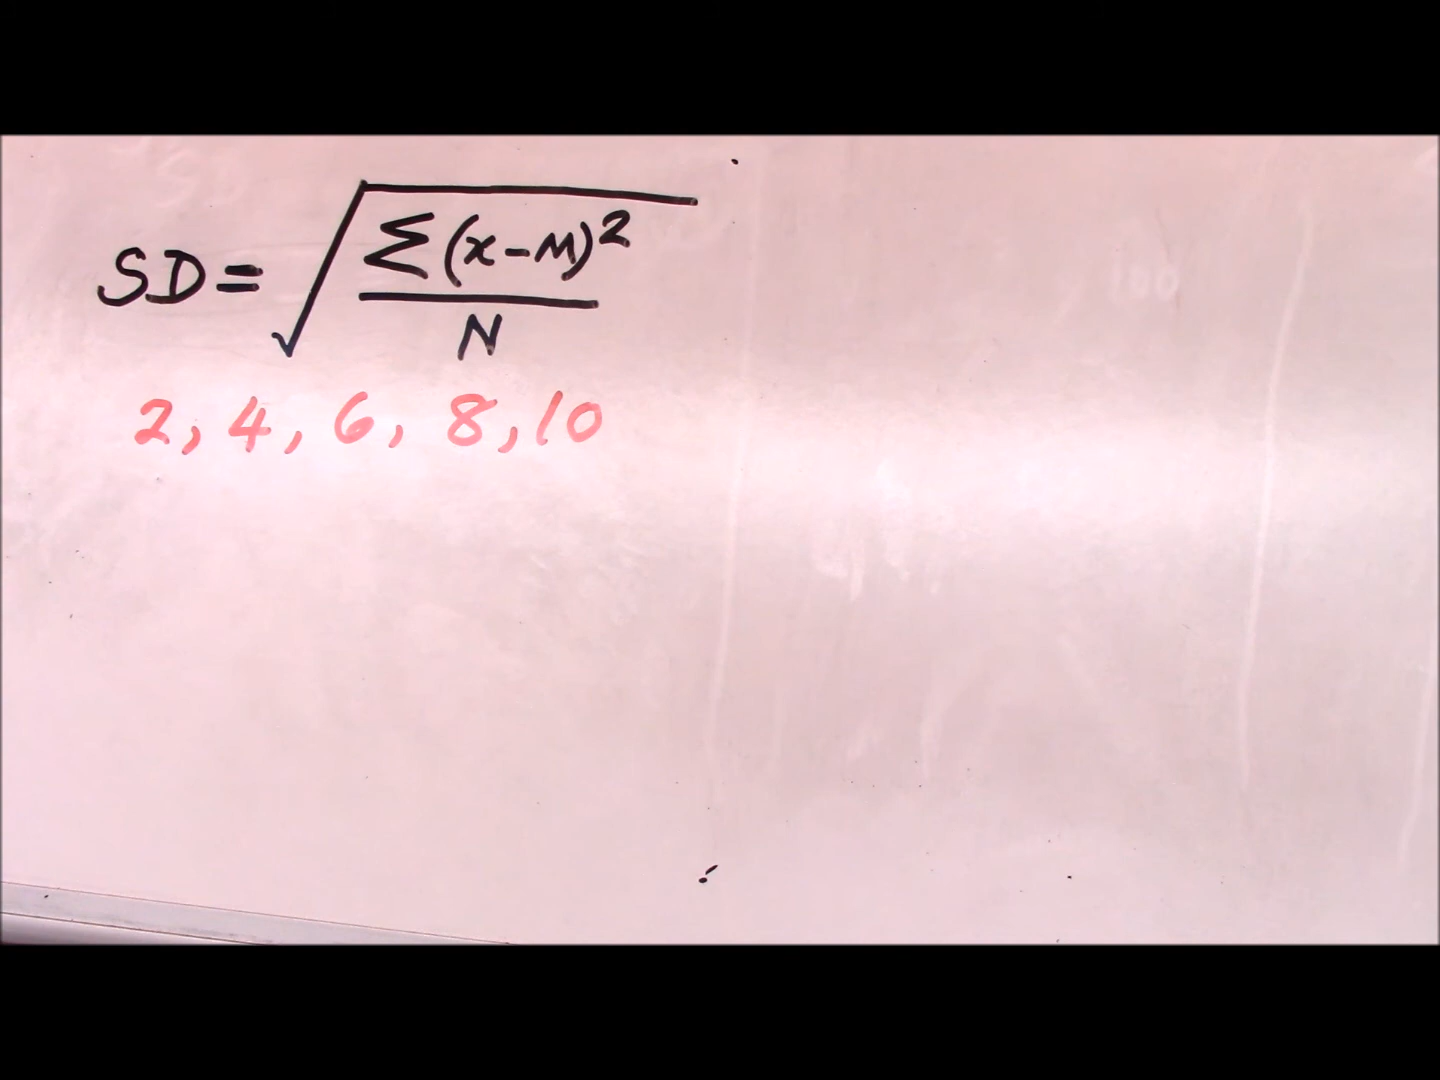 SD = √ Σ (x-M)²
N
2, 4, 6, 8, 10